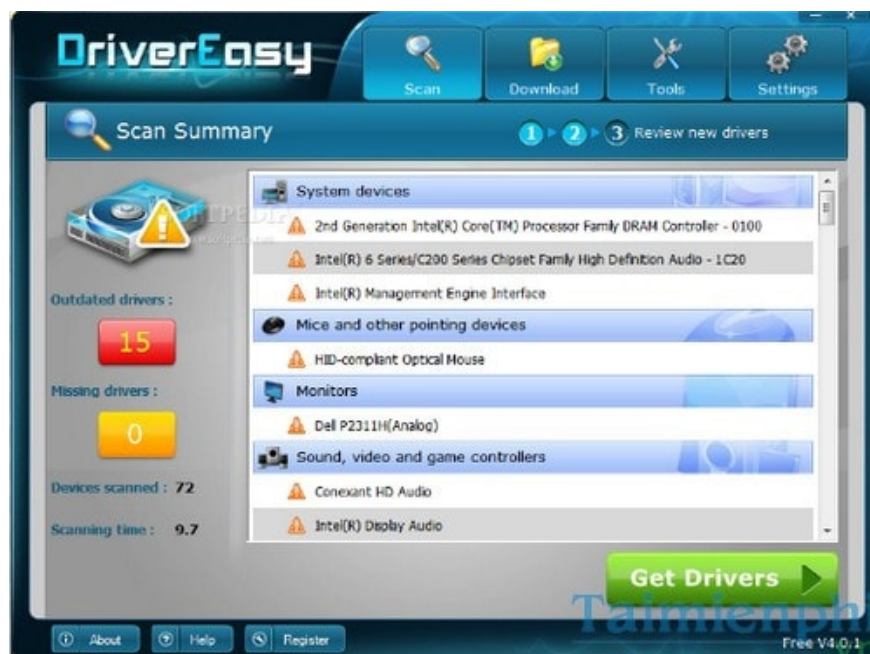 DriverEasy
Scan
Download
Tools
Settings
Scan Summary
1 2 3 Review new drivers
System devices
2nd Generation Intel(R) Core(TM) Processor Family DRAM Controller - 0100
Intel(R) 6 Series/C200 Series Chipset Family High Definition Audio - 1C20
Intel(R) Management Engine Interface
Mice and other pointing devices
HID-compliant Optical Mouse
Monitors
Dell P2311H(Analog)
Sound, video and game controllers
Conexant HD Audio
Intel(R) Display Audio
SOFTPEDIA
Outdated drivers :
15
Missing drivers :
0
Devices scanned : 72
Scanning time : 9.7
Get Drivers
Taimienphi
About
Help
Register
Free V4.0.1